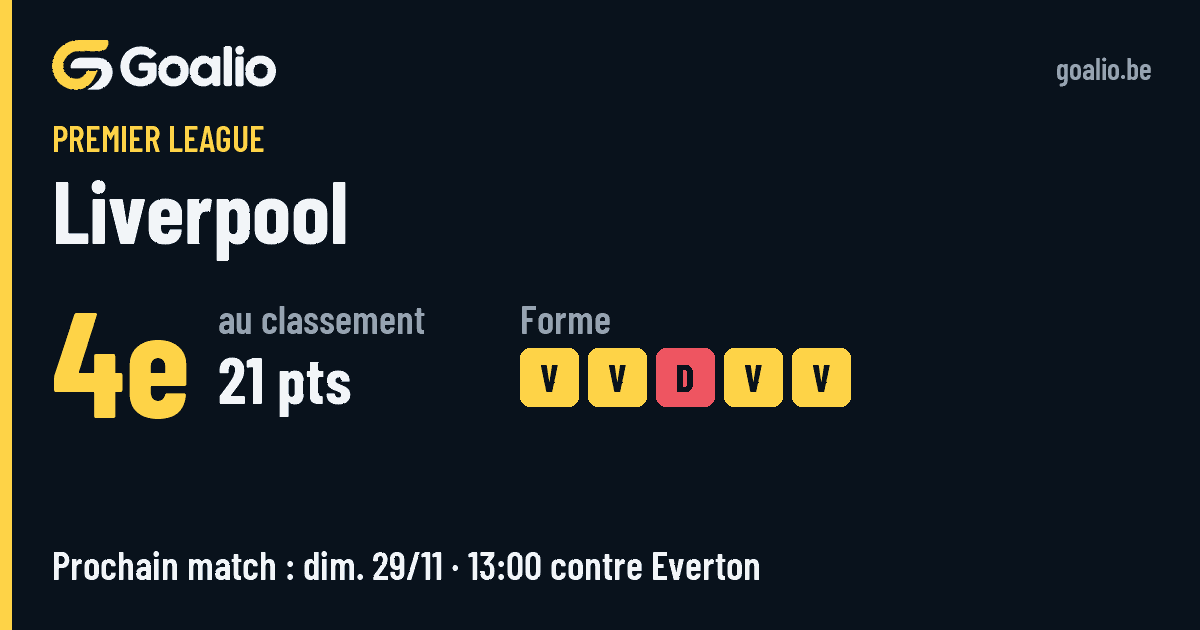 Goalio
goalio.be
PREMIER LEAGUE
Liverpool
4e
au classement
21 pts
Forme
V V D V V
Prochain match : dim. 29/11 · 13:00 contre Everton